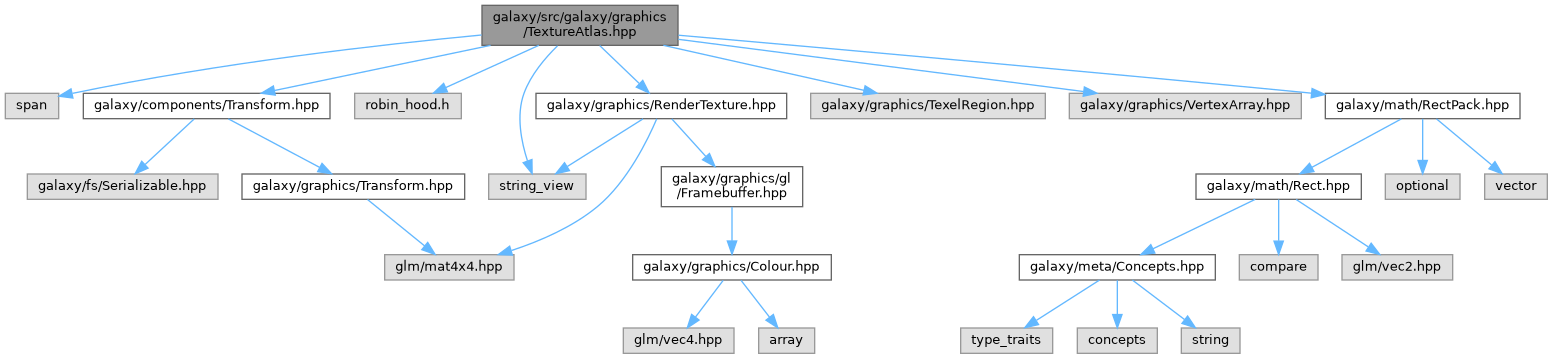 galaxy/src/galaxy/graphics
/TextureAtlas.hpp
span
galaxy/components/Transform.hpp
robin_hood.h
galaxy/graphics/RenderTexture.hpp
galaxy/graphics/TexelRegion.hpp
galaxy/graphics/VertexArray.hpp
galaxy/math/RectPack.hpp
galaxy/fs/Serializable.hpp
galaxy/graphics/Transform.hpp
string_view
galaxy/graphics/gl
/Framebuffer.hpp
galaxy/math/Rect.hpp
optional
vector
glm/mat4x4.hpp
galaxy/graphics/Colour.hpp
galaxy/meta/Concepts.hpp
compare
glm/vec2.hpp
glm/vec4.hpp
array
type_traits
concepts
string